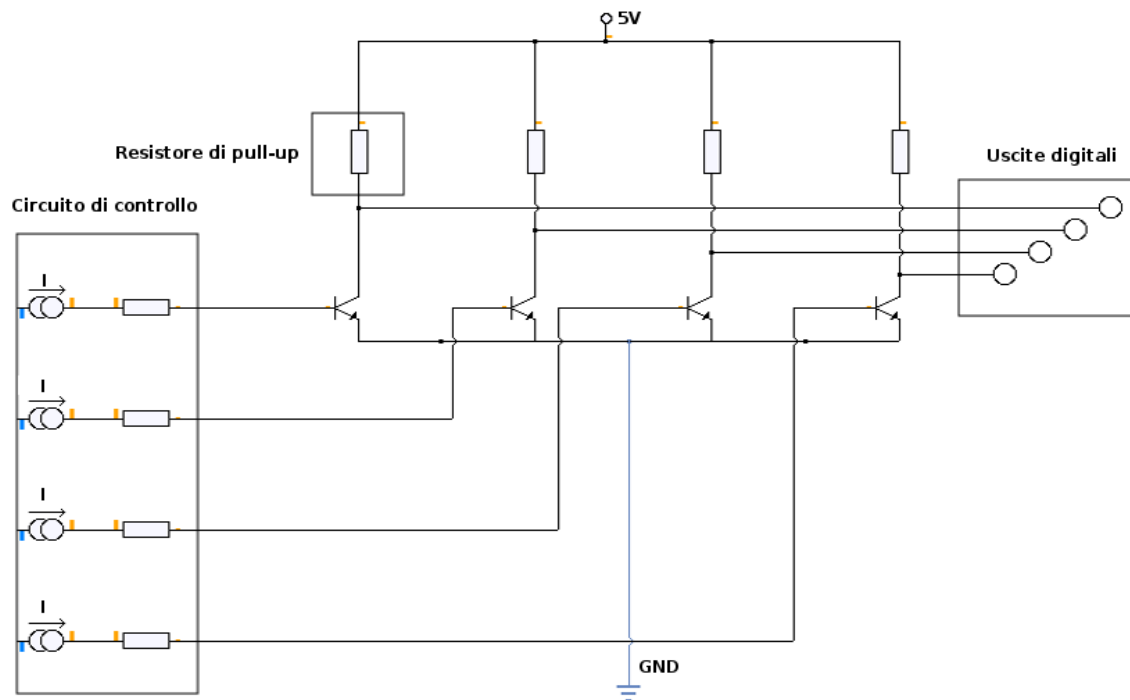 5V
Resistore di pull-up
Uscite digitali
Circuito di controllo
I
I
I
I
GND